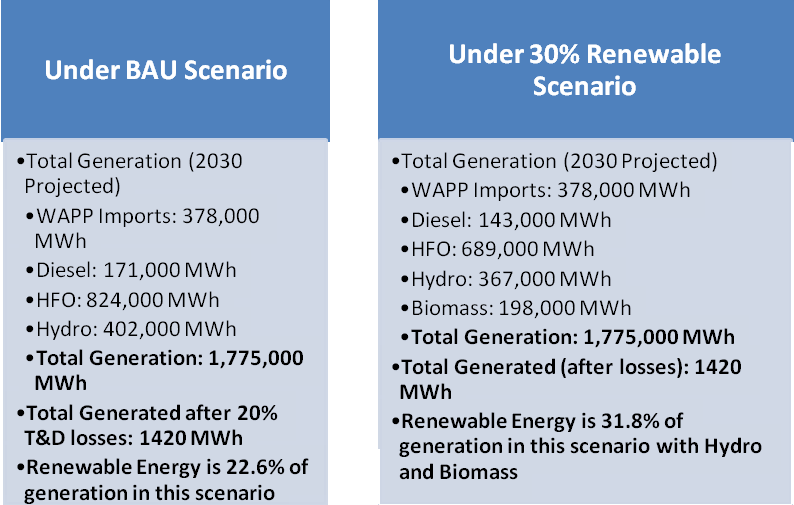 Under BAU Scenario
•Total Generation (2030
Projected)
•WAPP Imports: 378,000
MWh
•Diesel: 171,000 MWh
•HFO: 824,000 MWh
•Hydro: 402,000 MWh
•Total Generation: 1,775,000
MWh
•Total Generated after 20%
T&D losses: 1420 MWh
•Renewable Energy is 22.6% of
generation in this scenario
Under 30% Renewable
Scenario
•Total Generation (2030 Projected)
•WAPP Imports: 378,000 MWh
•Diesel: 143,000 MWh
•HFO: 689,000 MWh
•Hydro: 367,000 MWh
•Biomass: 198,000 MWh
•Total Generation: 1,775,000 MWh
•Total Generated (after losses): 1420
MWh
•Renewable Energy is 31.8% of
generation in this scenario with Hydro
and Biomass